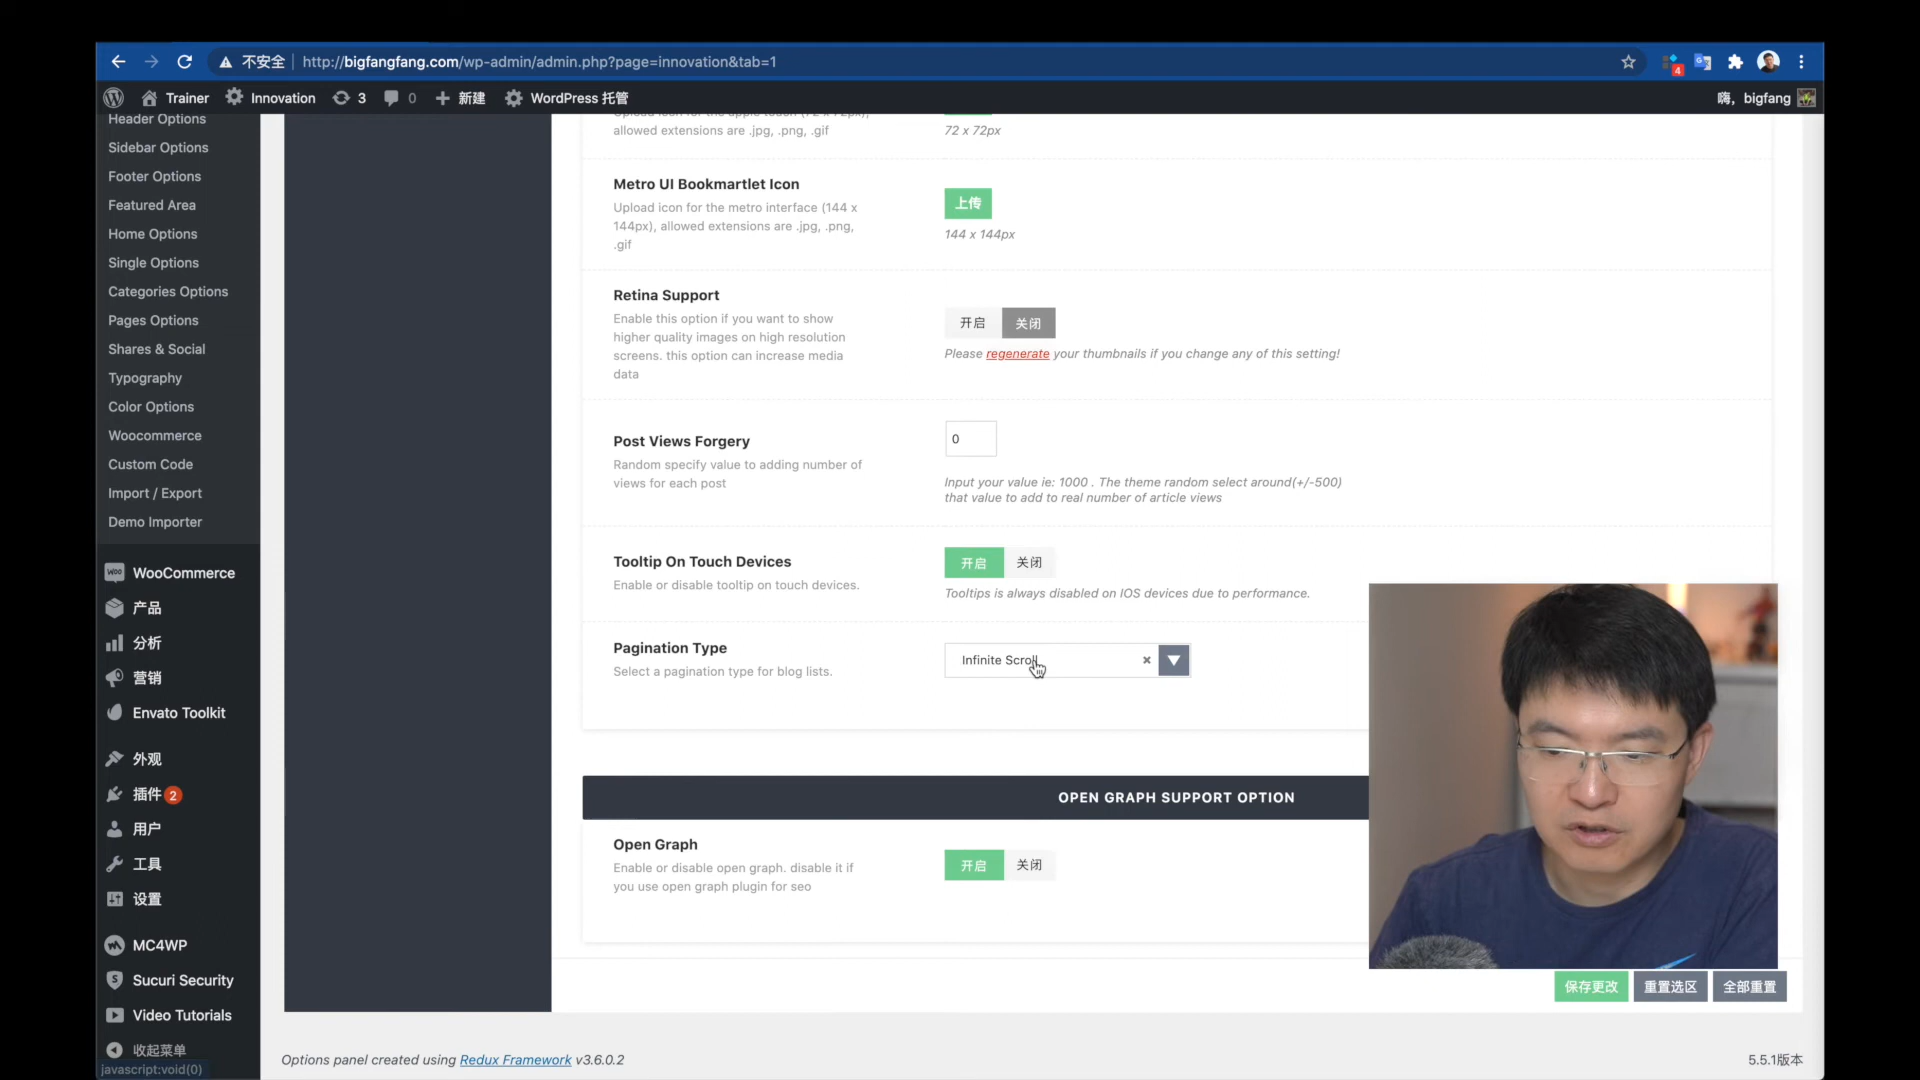 不安全 http://bigfangfang.com/wp-admin/admin.php?page=innovation&tab=1
4
Trainer Innovation 3 0 新建 WordPress 托管 嗨，bigfang
Header Options
Sidebar Options
Footer Options
Featured Area
Home Options
Single Options
Categories Options
Pages Options
Shares & Social
Typography
Color Options
Woocommerce
Custom Code
Import / Export
Demo Importer
WooCommerce
产品
分析
营销
Envato Toolkit
外观
插件 2
用户
工具
设置
MC4WP
Sucuri Security
Video Tutorials
收起菜单
javascript:void(0)
Upload icon for the apple touch (72 x 72px),
allowed extensions are .jpg, .png, .gif
72 x 72px
Metro UI Bookmartlet Icon
Upload icon for the metro interface (144 x
144px), allowed extensions are .jpg, .png,
.gif
上传
144 x 144px
Retina Support
Enable this option if you want to show
higher quality images on high resolution
screens. this option can increase media
data
开启 关闭
Please regenerate your thumbnails if you change any of this setting!
Post Views Forgery
Random specify value to adding number of
views for each post
0
Input your value ie: 1000 . The theme random select around(+/-500)
that value to add to real number of article views
Tooltip On Touch Devices
Enable or disable tooltip on touch devices.
开启 关闭
Tooltips is always disabled on IOS devices due to performance.
Pagination Type
Select a pagination type for blog lists.
Infinite Scroll
OPEN GRAPH SUPPORT OPTION
Open Graph
Enable or disable open graph. disable it if
you use open graph plugin for seo
开启 关闭
保存更改 重置选区 全部重置
Options panel created using Redux Framework v3.6.0.2
5.5.1版本